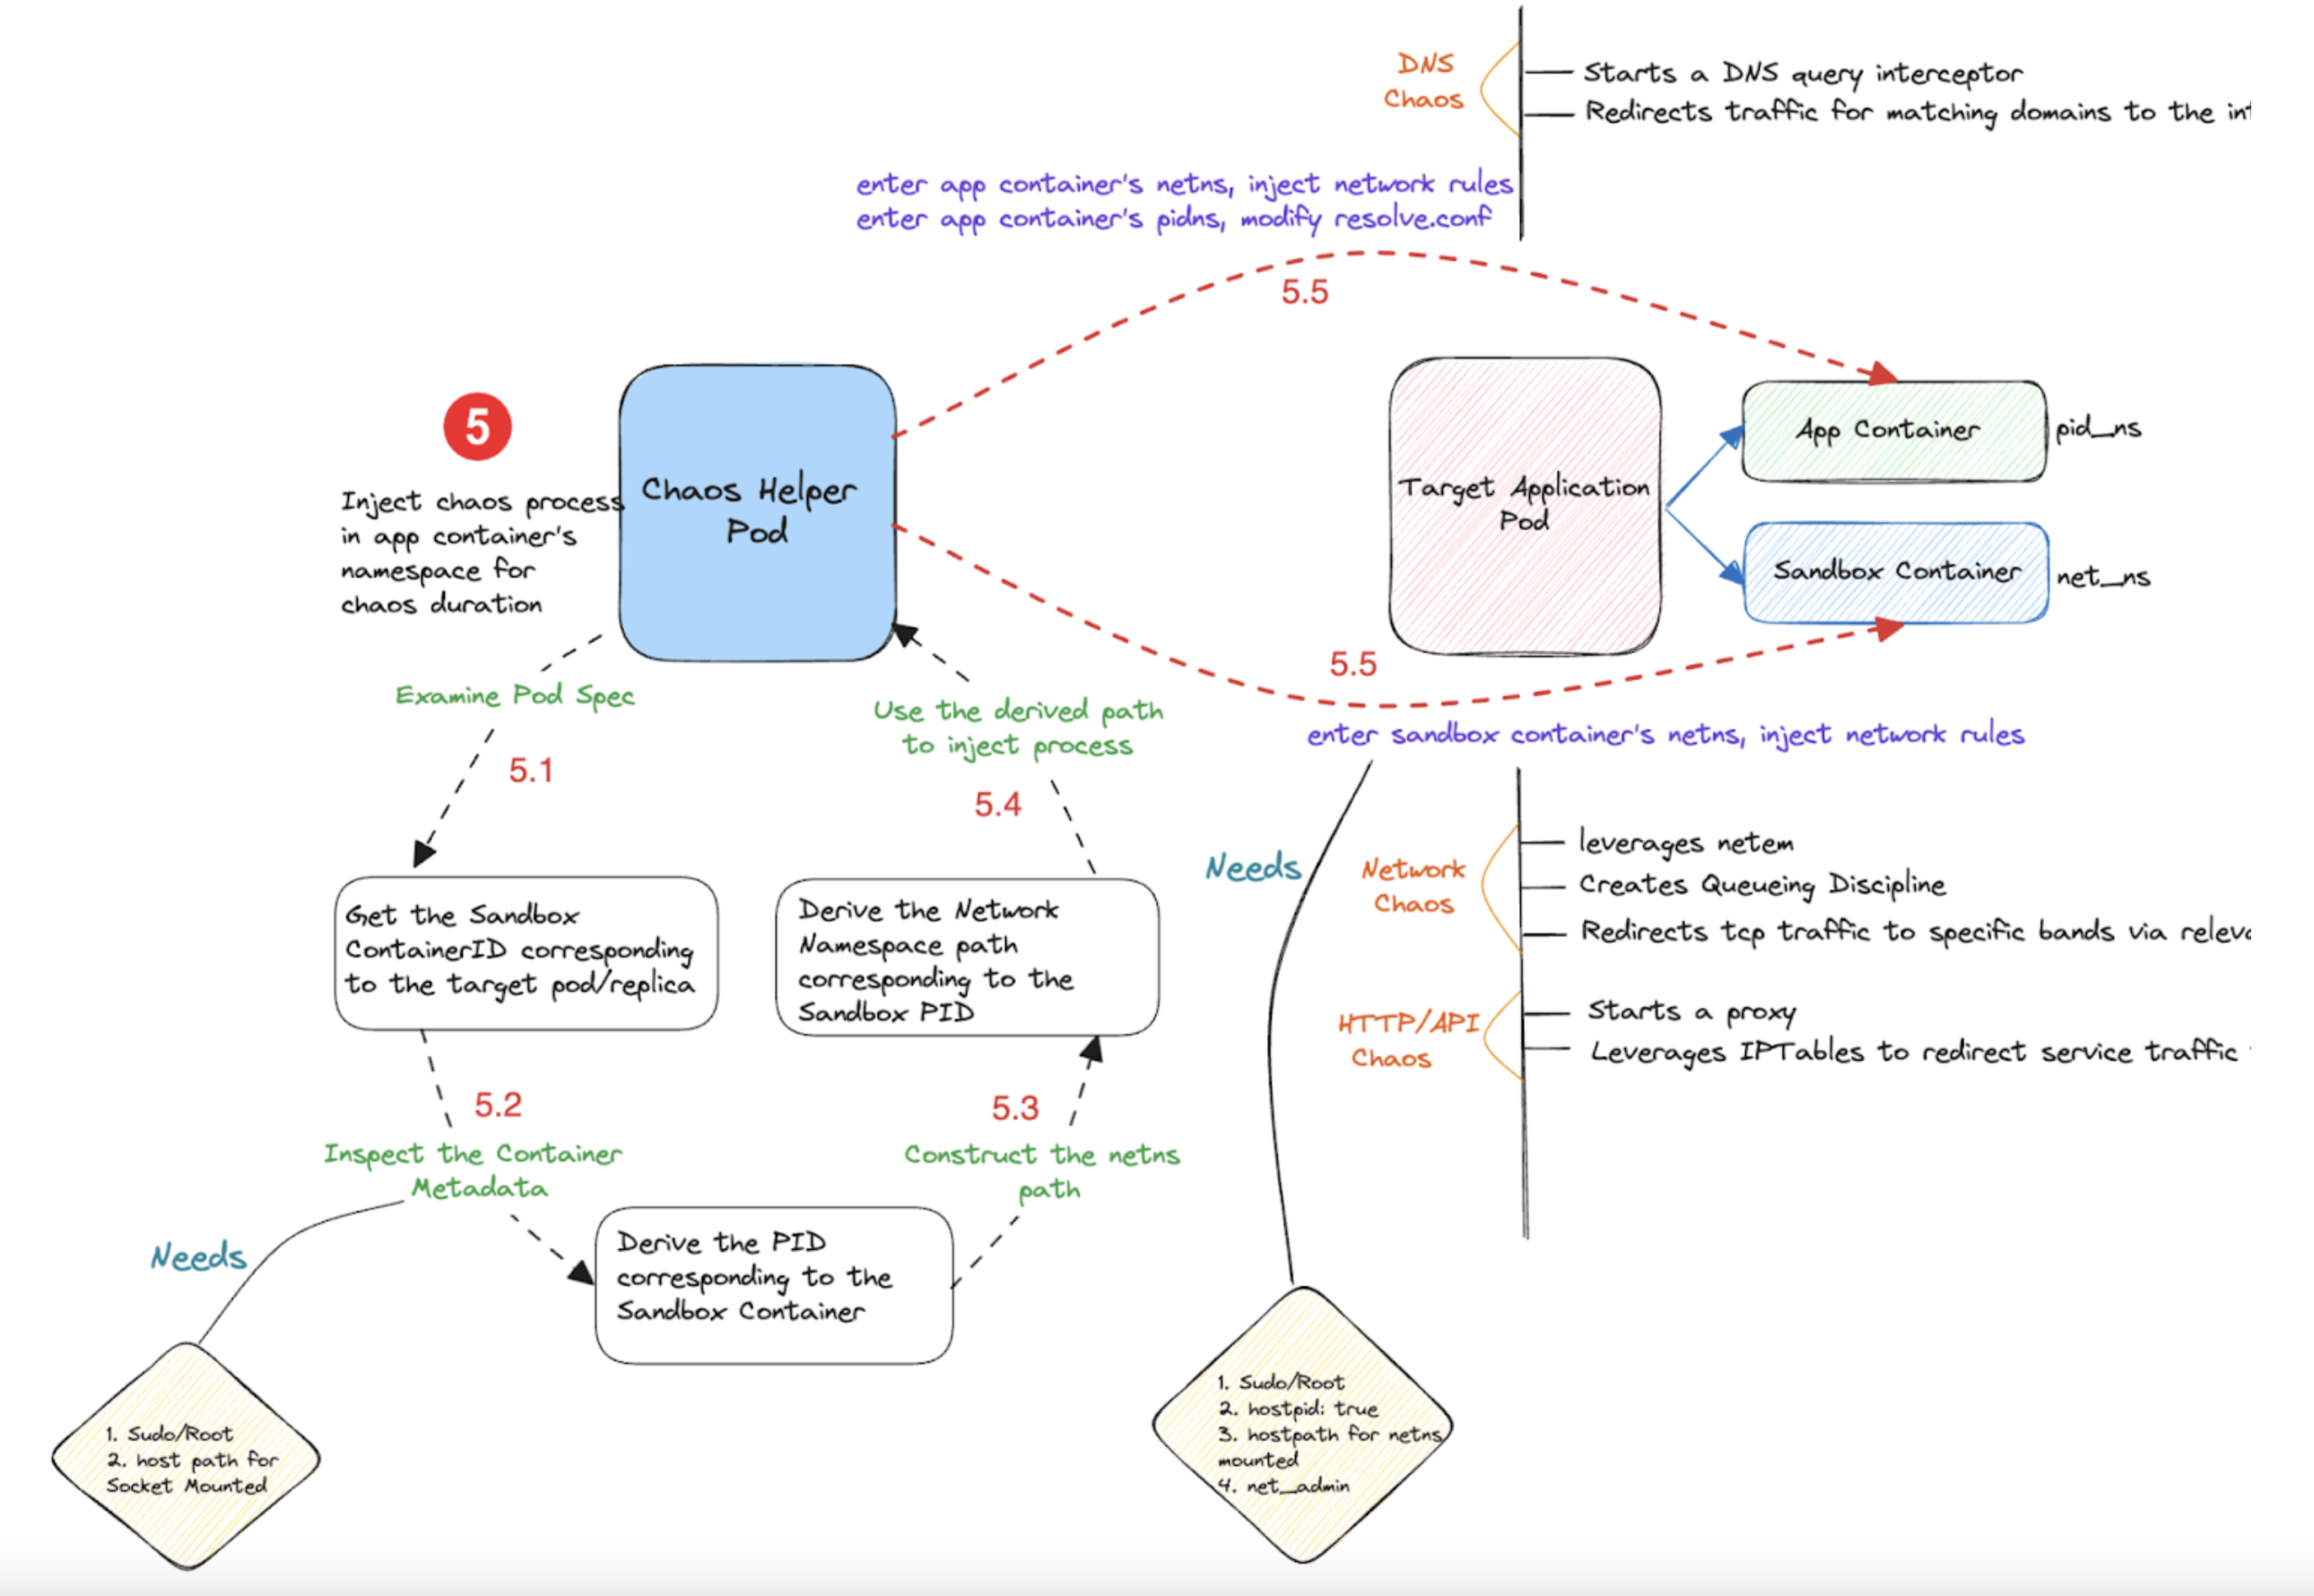 DNS
Chaos
Starts a DNS query interceptor
Redirects traffic for matching domains to the
enter app container's netns, inject network rules
enter app container's pidns, modify resolve.conf
5.5
5
Inject chaos process
in app container's
namespace for
chaos duration
Chaos Helper
Pod
Target Application
Pod
App Container
pid_ns
Sandbox Container
net_ns
5.5
enter sandbox container's netns, inject network rules
Examine Pod Spec
5.1
Use the derived path
to inject process
5.4
Get the Sandbox
ContainerID corresponding
to the target pod/replica
Derive the Network
Namespace path
corresponding to the
Sandbox PID
Needs
Network
Chaos
leverages netem
Creates Queueing Discipline
Redirects tcp traffic to specific bands via
HTTP/API
Chaos
Starts a proxy
Leverages IPTables to redirect service traffic
5.2
Inspect the Container
Metadata
5.3
Construct the netns
path
Needs
Derive the PID
corresponding to the
Sandbox Container
1. Sudo/Root
2. host path for
Socket Mounted
1. Sudo/Root
2. hostpid: true
3. hostpath for netns
mounted
4. net_admin